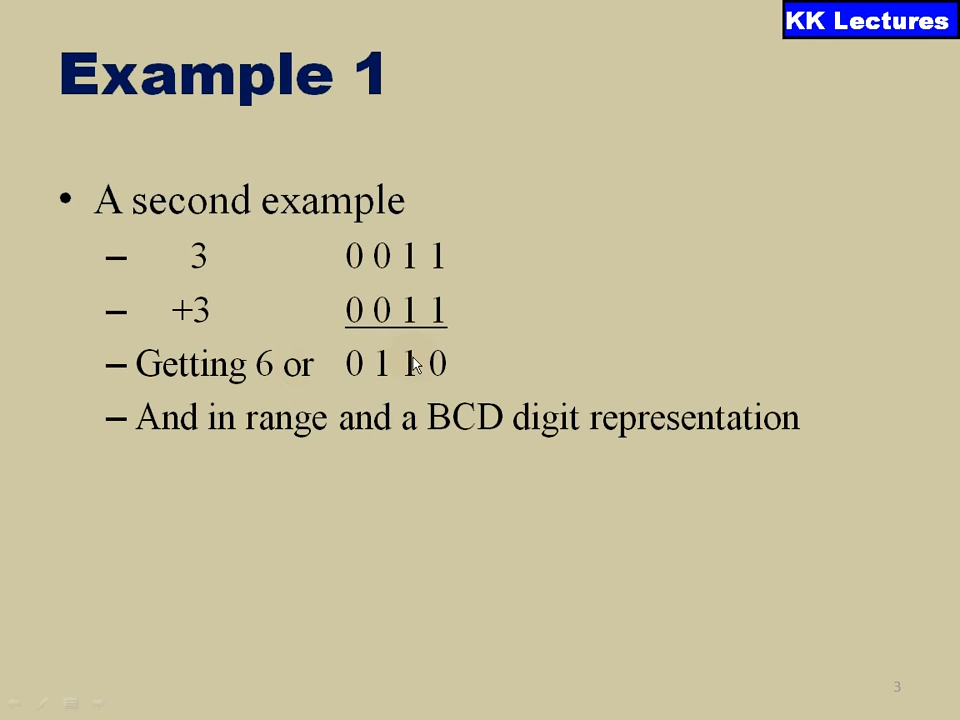 KK Lectures
Example 1
• A second example
– 3 0 0 1 1
– +3 0 0 1 1
– Getting 6 or 0 1 1 0
– And in range and a BCD digit representation
3